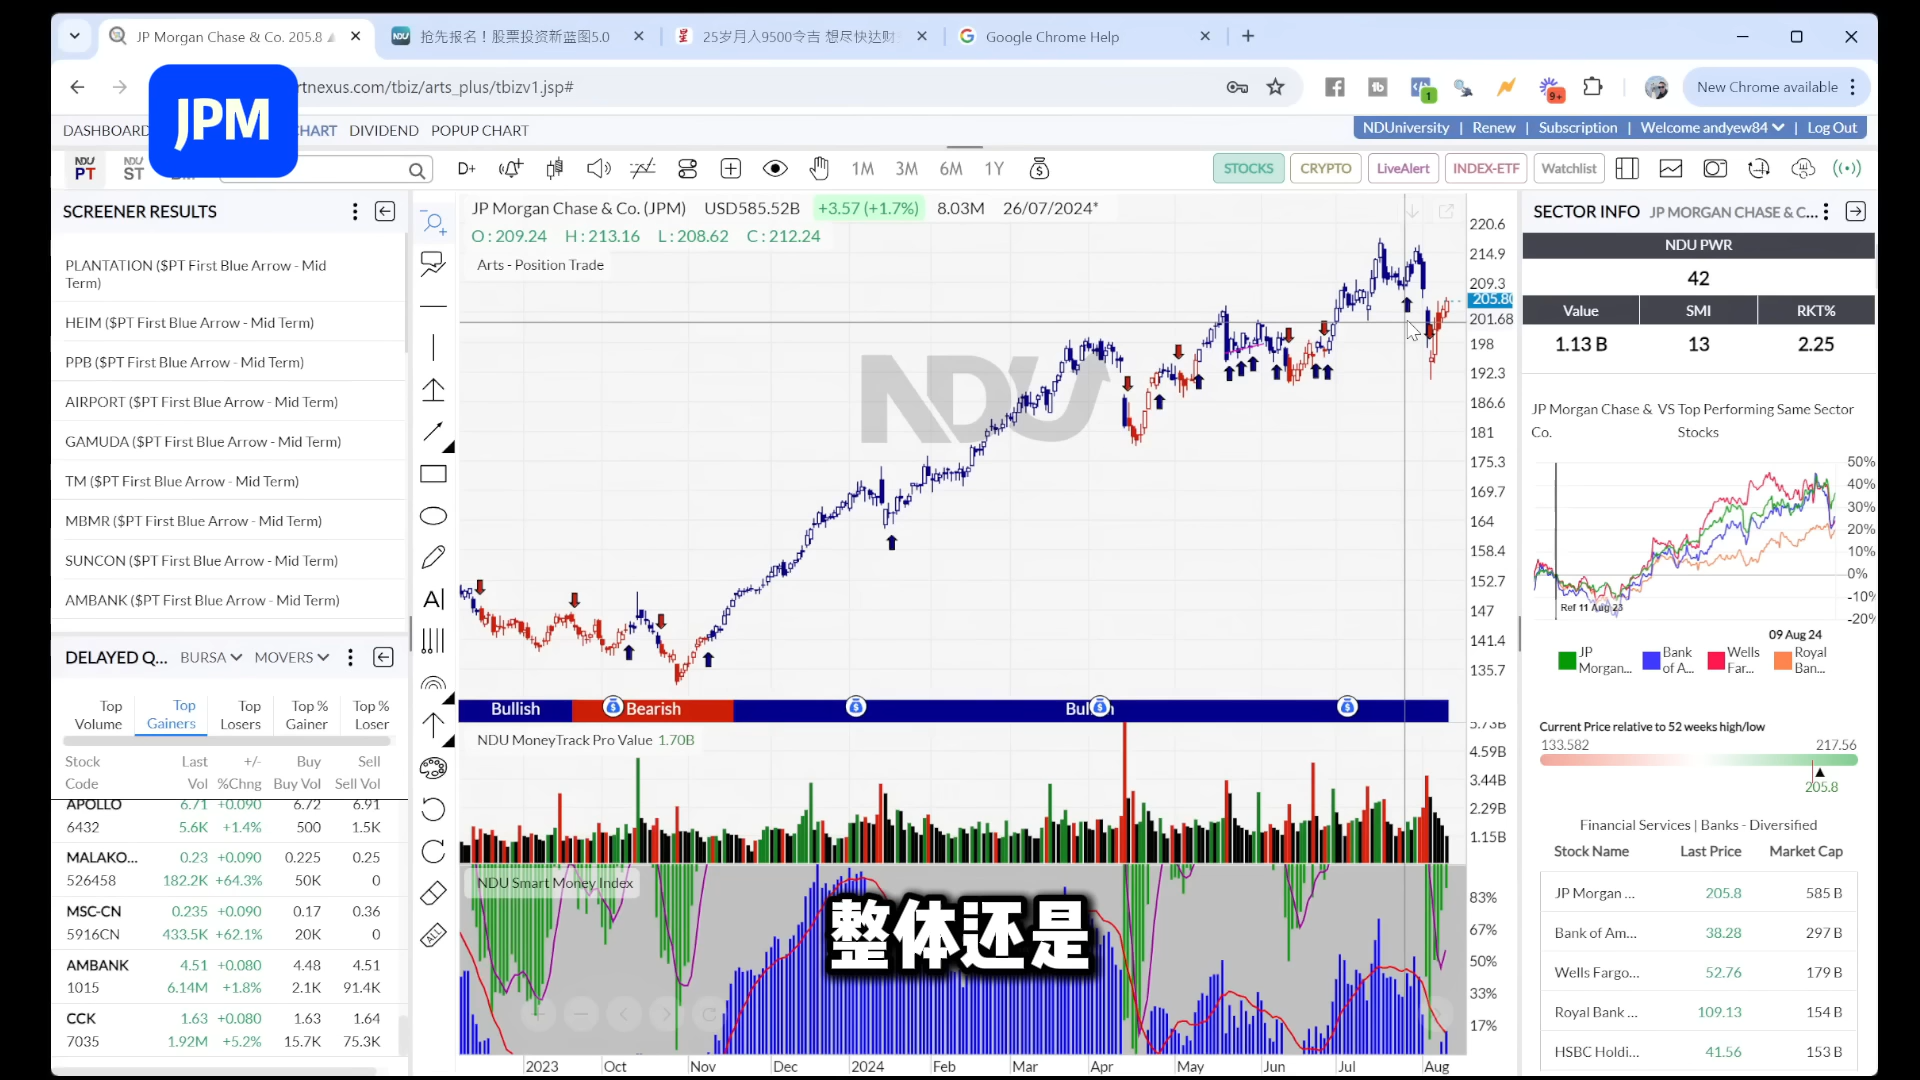 JP Morgan Chase & Co. 205.8
抢先报名！股票投资新蓝图5.0
25岁月入9500令吉 想尽快达财
Google Chrome Help
rtnexus.com/tbiz/arts_plus/tbizv1.jsp#
1
9+
New Chrome available
JPM
DASHBOARD
CHART
DIVIDEND
POPUP CHART
NDUniversity | Renew | Subscription | Welcome andyew84 | Log Out
NDU PT
NDU ST
D+
1M
3M
6M
1Y
STOCKS
CRYPTO
LiveAlert
INDEX-ETF
Watchlist
SCREENER RESULTS
PLANTATION ($PT First Blue Arrow - Mid
Term)
HEIM ($PT First Blue Arrow - Mid Term)
PPB ($PT First Blue Arrow - Mid Term)
AIRPORT ($PT First Blue Arrow - Mid Term)
GAMUDA ($PT First Blue Arrow - Mid Term)
TM ($PT First Blue Arrow - Mid Term)
MBMR ($PT First Blue Arrow - Mid Term)
SUNCON ($PT First Blue Arrow - Mid Term)
AMBANK ($PT First Blue Arrow - Mid Term)
DELAYED Q...
BURSA
MOVERS
Top Volume
Top Gainers
Top Losers
Top % Gainer
Top % Loser
Stock Last +/- Buy Sell
Code Vol %Chng Buy Vol Sell Vol
APOLLO 6.71 +0.090 6.72 6.91
6432 5.6K +1.4% 500 1.5K
MALAKO... 0.23 +0.090 0.225 0.25
526458 182.2K +64.3% 50K 0
MSC-CN 0.235 +0.090 0.17 0.36
5916CN 433.5K +62.1% 20K 0
AMBANK 4.51 +0.080 4.48 4.51
1015 6.14M +1.8% 2.1K 91.4K
CCK 1.63 +0.080 1.63 1.64
7035 1.92M +5.2% 15.7K 75.3K
A
ALL
JP Morgan Chase & Co. (JPM) USD585.52B +3.57 (+1.7%) 8.03M 26/07/2024*
O : 209.24 H : 213.16 L : 208.62 C : 212.24
Arts - Position Trade
NDU
220.6
214.9
209.3
205.80
201.68
198
192.3
186.6
181
175.3
169.7
164
158.4
152.7
147
141.4
135.7
Bullish
Bearish
NDU MoneyTrack Pro Value 1.70B
5.73B
4.59B
3.44B
2.29B
1.15B
NDU Smart Money Index
83%
67%
50%
33%
17%
整体还是
2023 Oct Nov Dec 2024 Feb Mar Apr May Jun Jul Aug
SECTOR INFO JP MORGAN CHASE & C...
NDU PWR
42
Value SMI RKT%
1.13 B 13 2.25
JP Morgan Chase & Co.
VS Top Performing Same Sector Stocks
50%
40%
30%
20%
10%
0%
-10%
-20%
Ref 11 Aug 23
09 Aug 24
JP Morgan...
Bank of A...
Wells Far...
Royal Ban...
Current Price relative to 52 weeks high/low
133.582 217.56
205.8
Financial Services | Banks - Diversified
Stock Name Last Price Market Cap
JP Morgan ... 205.8 585 B
Bank of Am... 38.28 297 B
Wells Fargo... 52.76 179 B
Royal Bank ... 109.13 154 B
HSBC Holdi... 41.56 153 B